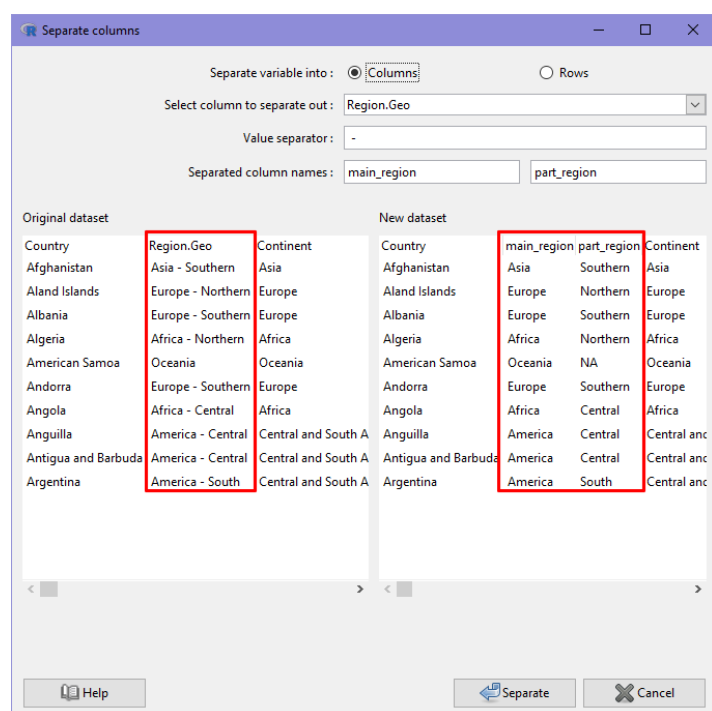 Separate columns
Separate variable into : Columns Rows
Select column to separate out : Region.Geo
Value separator : -
Separated column names : main_region part_region
Original dataset New dataset
Country Region.Geo Continent Country main_region part_region Continent
Afghanistan Asia - Southern Asia Afghanistan Asia Southern Asia
Aland Islands Europe - Northern Europe Aland Islands Europe Northern Europe
Albania Europe - Southern Europe Albania Europe Southern Europe
Algeria Africa - Northern Africa Algeria Africa Northern Africa
American Samoa Oceania Oceania American Samoa Oceania NA Oceania
Andorra Europe - Southern Europe Andorra Europe Southern Europe
Angola Africa - Central Africa Angola Africa Central Africa
Anguilla America - Central Central and South A Anguilla America Central Central and
Antigua and Barbuda America - Central Central and South A Antigua and Barbuda America Central Central and
Argentina America - South Central and South A Argentina America South Central and
Help Separate Cancel